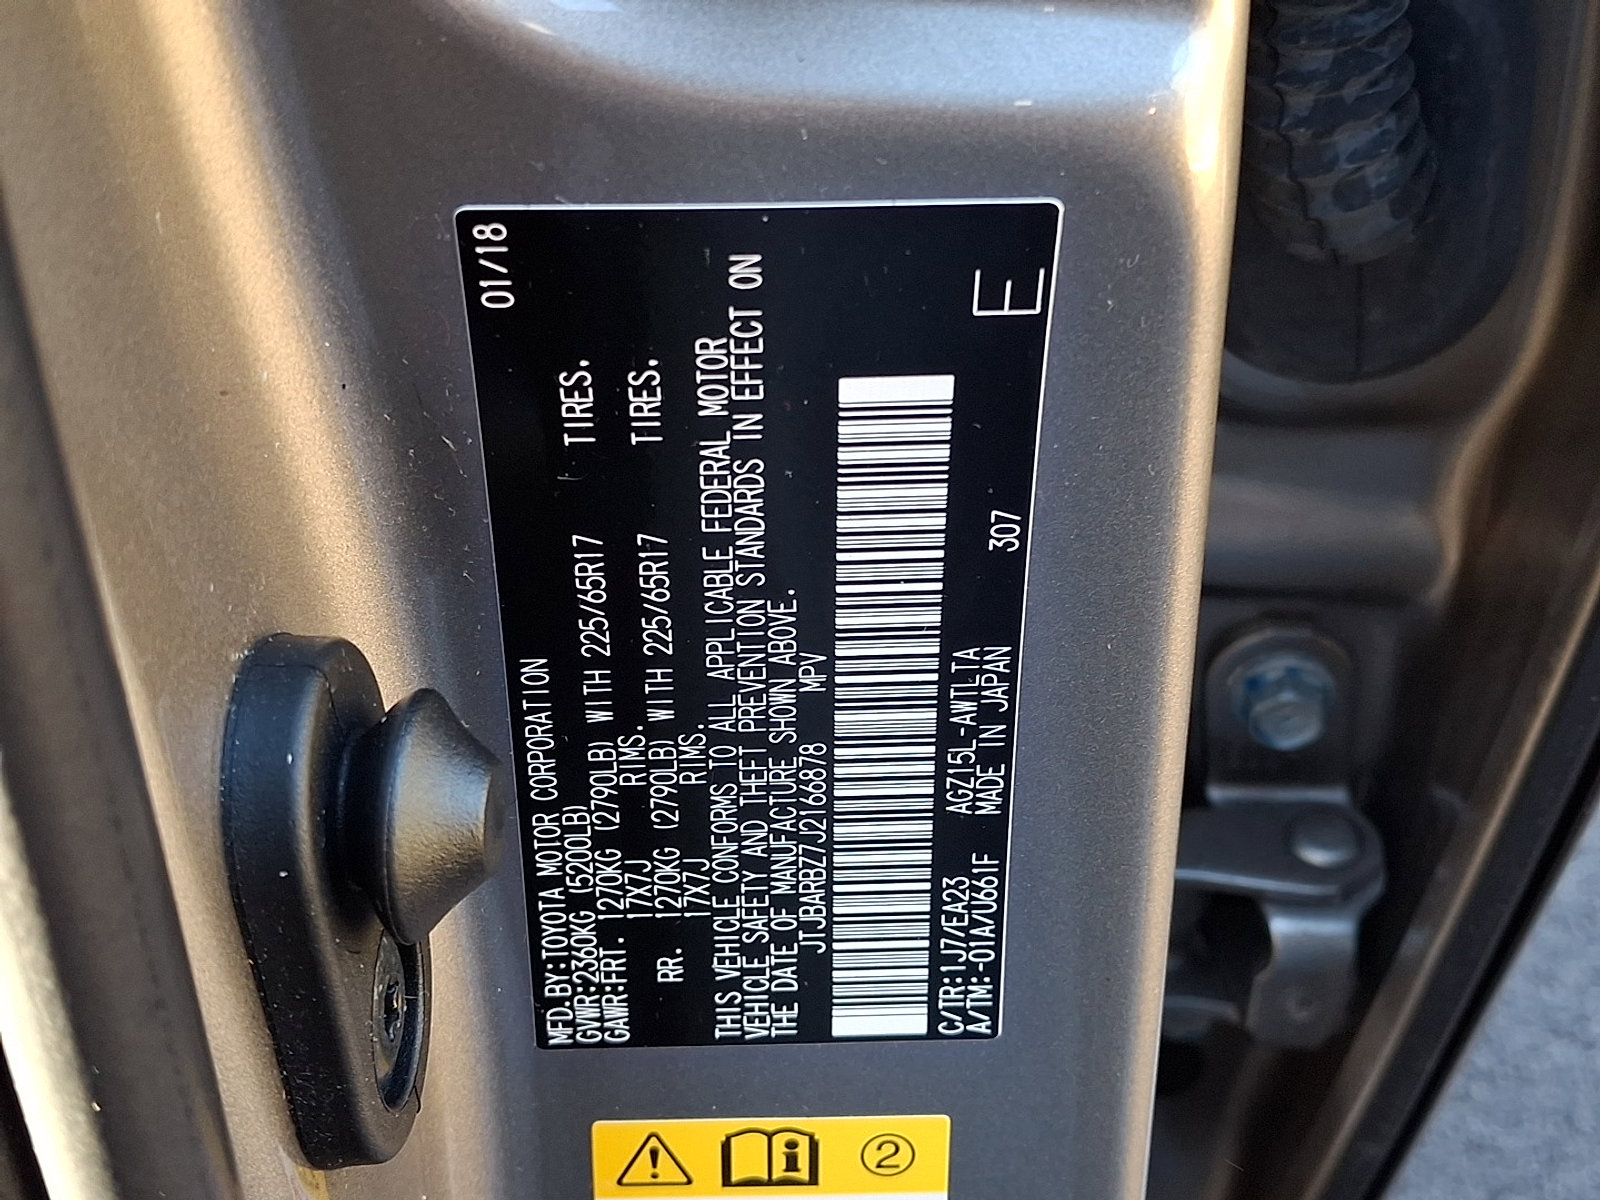 MFD.BY:TOYOTA MOTOR CORPORATION 01/18
GVWR:2360KG (5200LB)
GAWR:FRT. 1270KG (2790LB) WITH 225/65R17 TIRES.
17X7J RIMS.
RR. 1270KG (2790LB) WITH 225/65R17 TIRES.
17X7J RIMS.
THIS VEHICLE CONFORMS TO ALL APPLICABLE FEDERAL MOTOR
VEHICLE SAFETY AND THEFT PREVENTION STANDARDS IN EFFECT ON
THE DATE OF MANUFACTURE SHOWN ABOVE.
JTJBARBZ7J2166878 MPV
C/TR:1J7/EA23 AGZ15L-AWTLTA
A/TM:-01A/U661F MADE IN JAPAN 307
E
2